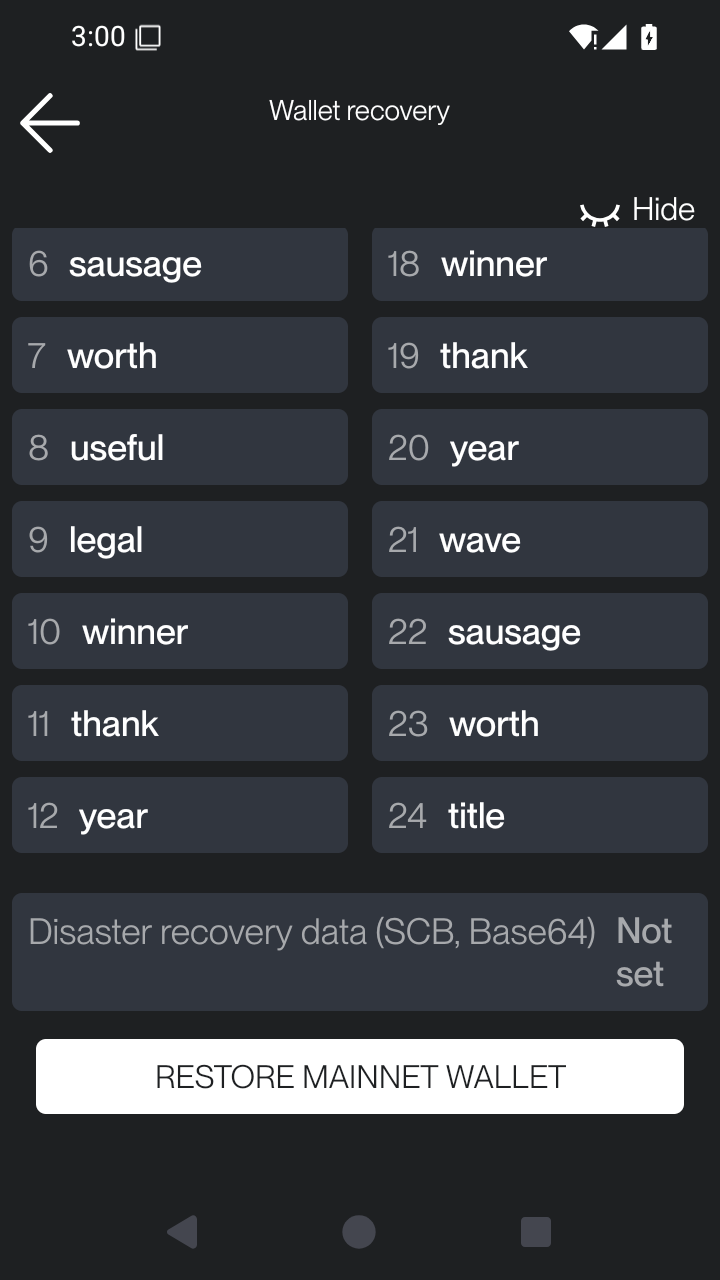 3:00
Wallet recovery
Hide
6 sausage
18 winner
7 worth
19 thank
8 useful
20 year
9 legal
21 wave
10 winner
22 sausage
11 thank
23 worth
12 year
24 title
Disaster recovery data (SCB, Base64) Not
set
RESTORE MAINNET WALLET